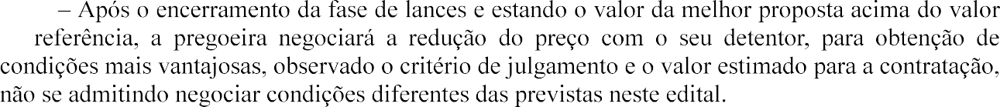 – Após o encerramento da fase de lances e estando o valor da melhor proposta acima do valor
referência, a pregoeira negociará a redução do preço com o seu detentor, para obtenção de
condições mais vantajosas, observado o critério de julgamento e o valor estimado para a contratação,
não se admitindo negociar condições diferentes das previstas neste edital.